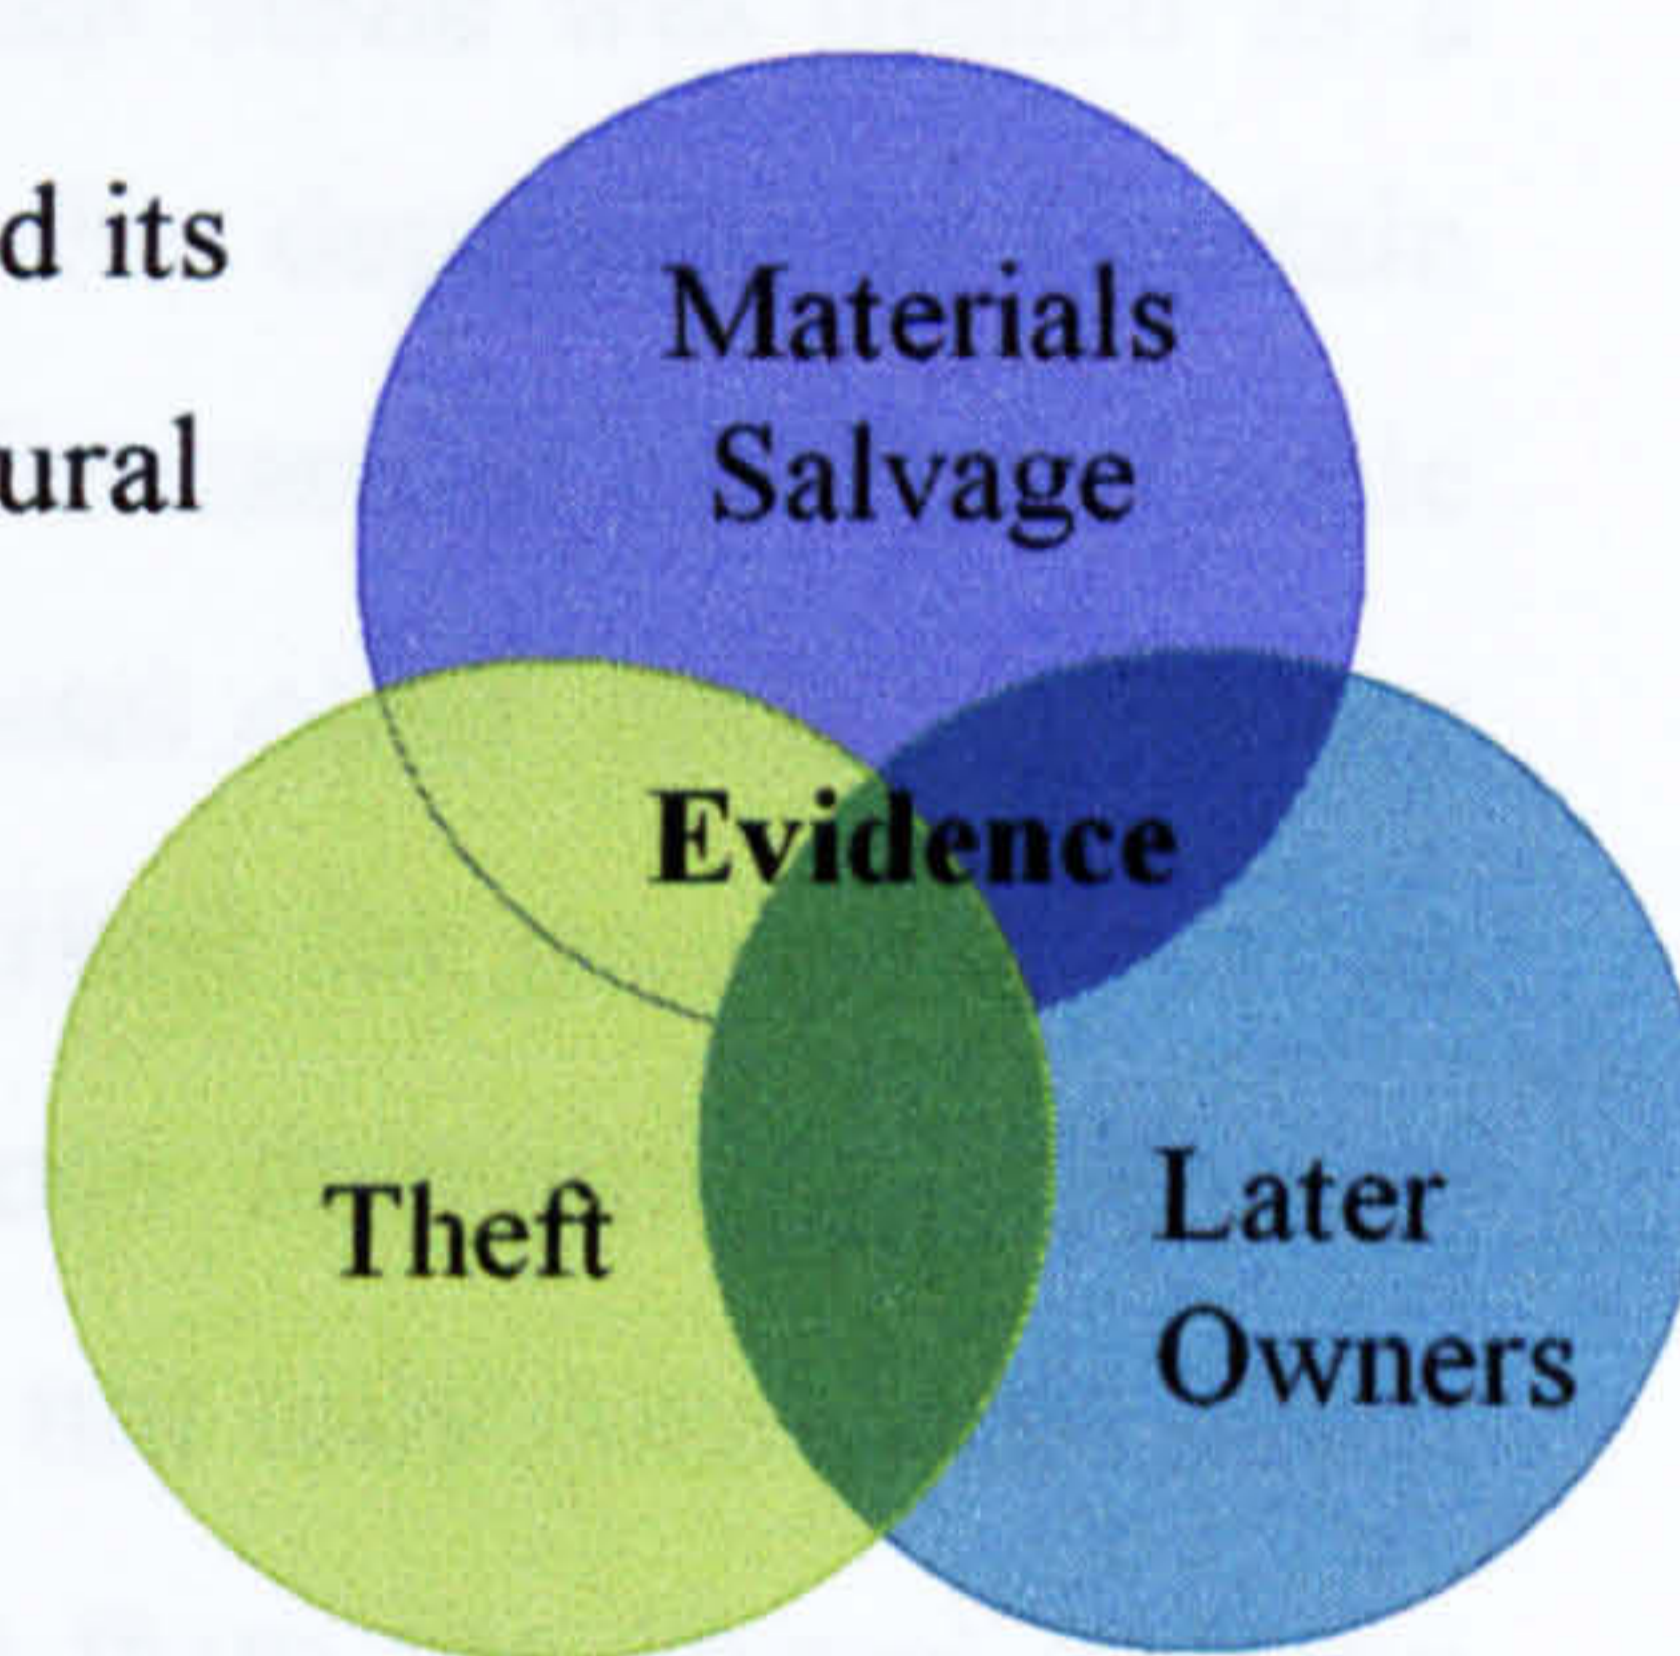 d its
ural
Materials
Salvage
Evidence
Theft
Later
Owners